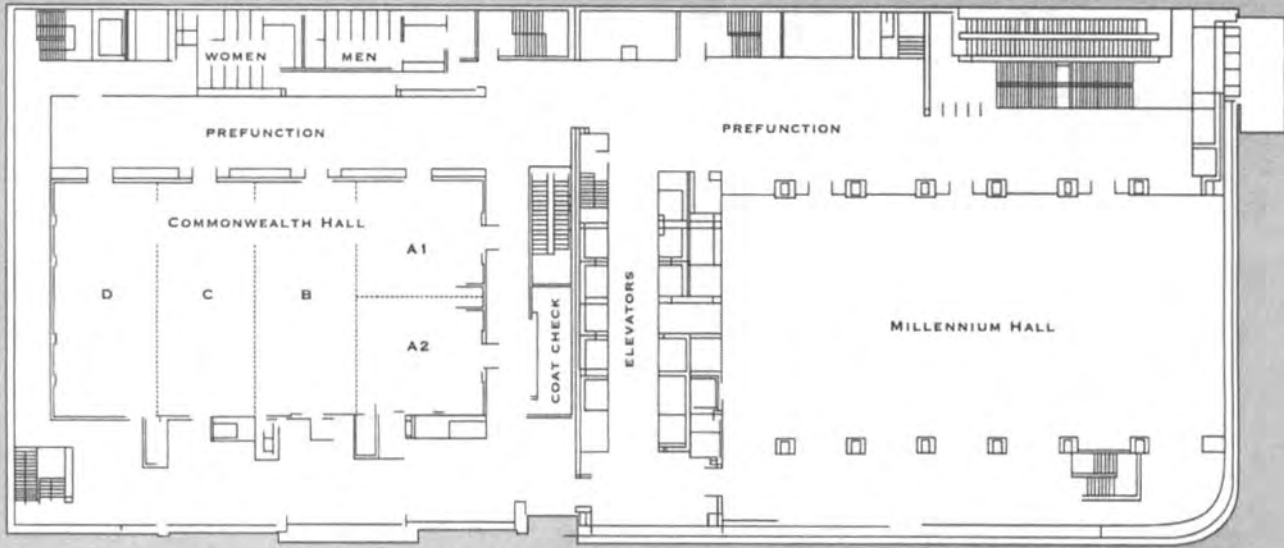 WOMEN
MEN
PREFUNCTION
PREFUNCTION
COMMONWEALTH HALL
A1
D
C
B
A2
COAT CHECK
ELEVATORS
MILLENNIUM HALL